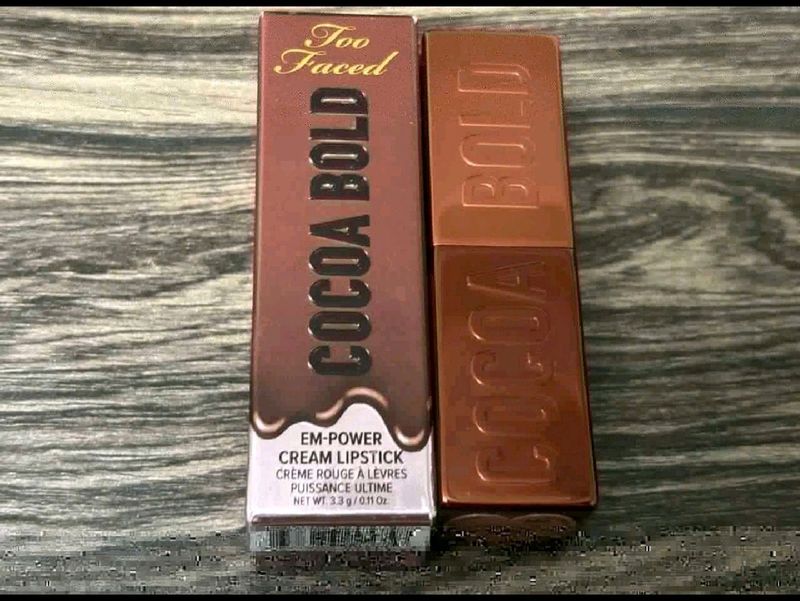 Too
Faced
COCOA BOLD
EM-POWER
CREAM LIPSTICK
CRÈME ROUGE À LÈVRES
PUISSANCE ULTIME
NET WT. 3.3 g / 0.11 Oz.
COCOA BOLD